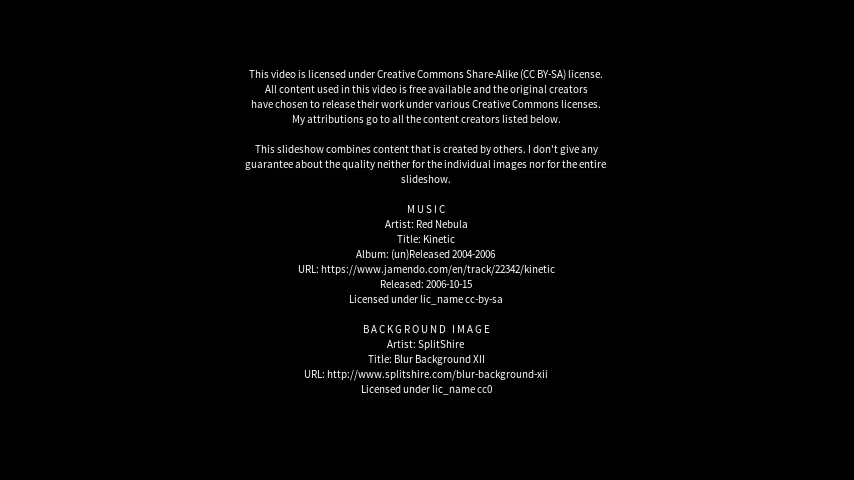 This video is licensed under Creative Commons Share-Alike (CC BY-SA) license.
All content used in this video is free available and the original creators
have chosen to release their work under various Creative Commons licenses.
My attributions go to all the content creators listed below.
This slideshow combines content that is created by others. I don't give any
guarantee about the quality neither for the individual images nor for the entire
slideshow.
MUSIC
Artist: Red Nebula
Title: Kinetic
Album: (un)Released 2004-2006
URL: https://www.jamendo.com/en/track/22342/kinetic
Released: 2006-10-15
Licensed under lic_name cc-by-sa
BACKGROUND IMAGE
Artist: SplitShire
Title: Blur Background XII
URL: http://www.splitshire.com/blur-background-xii
Licensed under lic_name cc0